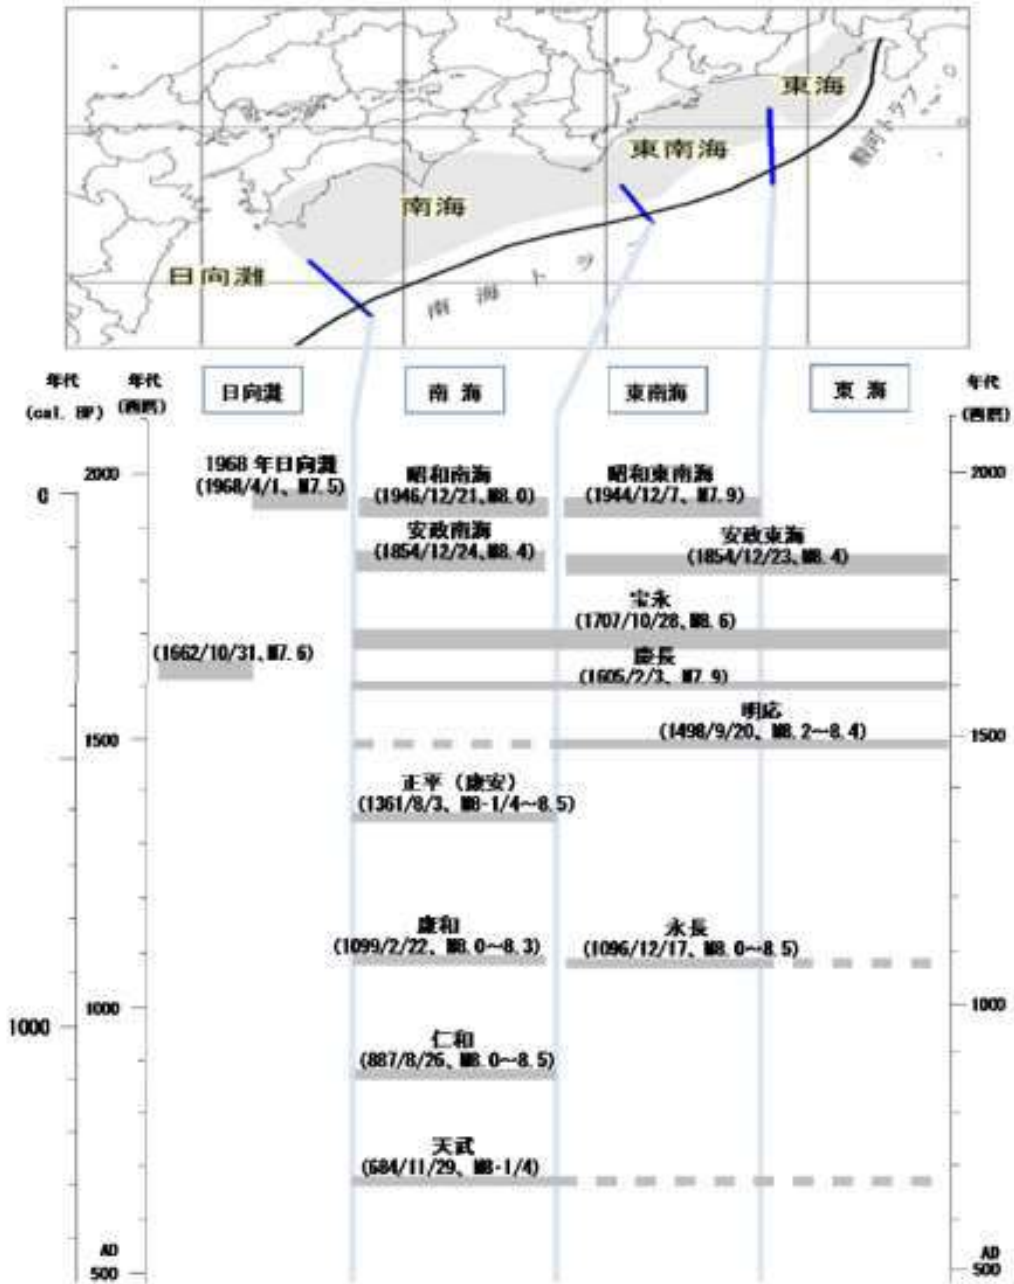 東海
東南海
南海
日向灘
駿河トラフ
南海トラフ
年代
(cal. BP)
年代
(西暦)
日向灘
南 海
東南海
東 海
年代
(西暦)
2000
0
1968 年日向灘
(1968/4/1、M7.5)
昭和南海
(1946/12/21、M8.0)
昭和東南海
(1944/12/7、M7.9)
2000
安政南海
(1854/12/24、M8.4)
安政東海
(1854/12/23、M8.4)
宝永
(1707/10/28、M8.6)
(1662/10/31、M7.6)
慶長
(1605/2/3、M7.9)
明応
(1498/9/20、M8.2～8.4)
1500
1500
正平（康安）
(1361/8/3、M8-1/4～8.5)
康和
(1099/2/22、M8.0～8.3)
永長
(1096/12/17、M8.0～8.5)
1000
1000
1000
仁和
(887/8/26、M8.0～8.5)
天武
(684/11/29、M8-1/4)
AD
500
AD
500